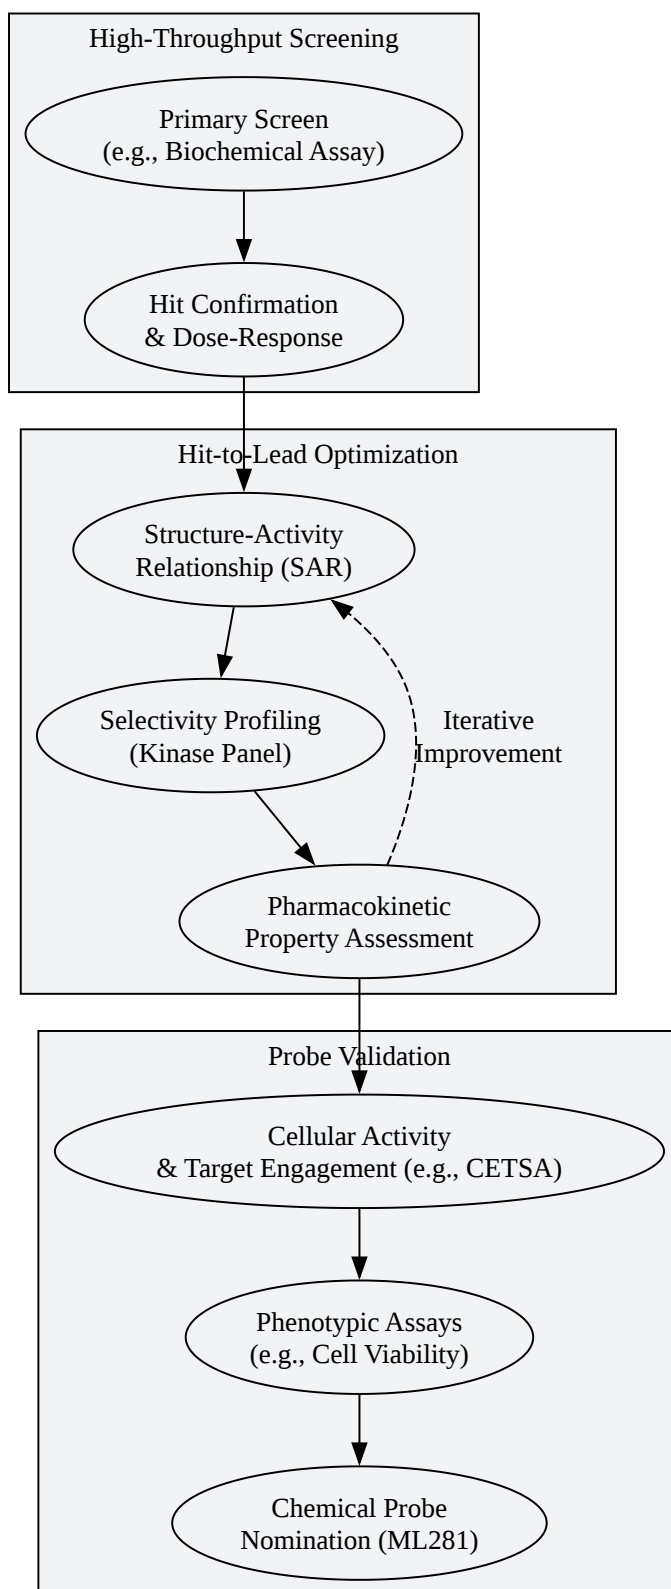 High-Throughput Screening
Primary Screen
(e.g., Biochemical Assay)
Hit Confirmation
& Dose-Response
Hit-to-Lead Optimization
Structure-Activity
Relationship (SAR)
Selectivity Profiling
(Kinase Panel)
Iterative
Improvement
Pharmacokinetic
Property Assessment
Probe Validation
Cellular Activity
& Target Engagement (e.g., CETSA)
Phenotypic Assays
(e.g., Cell Viability)
Chemical Probe
Nomination (ML281)